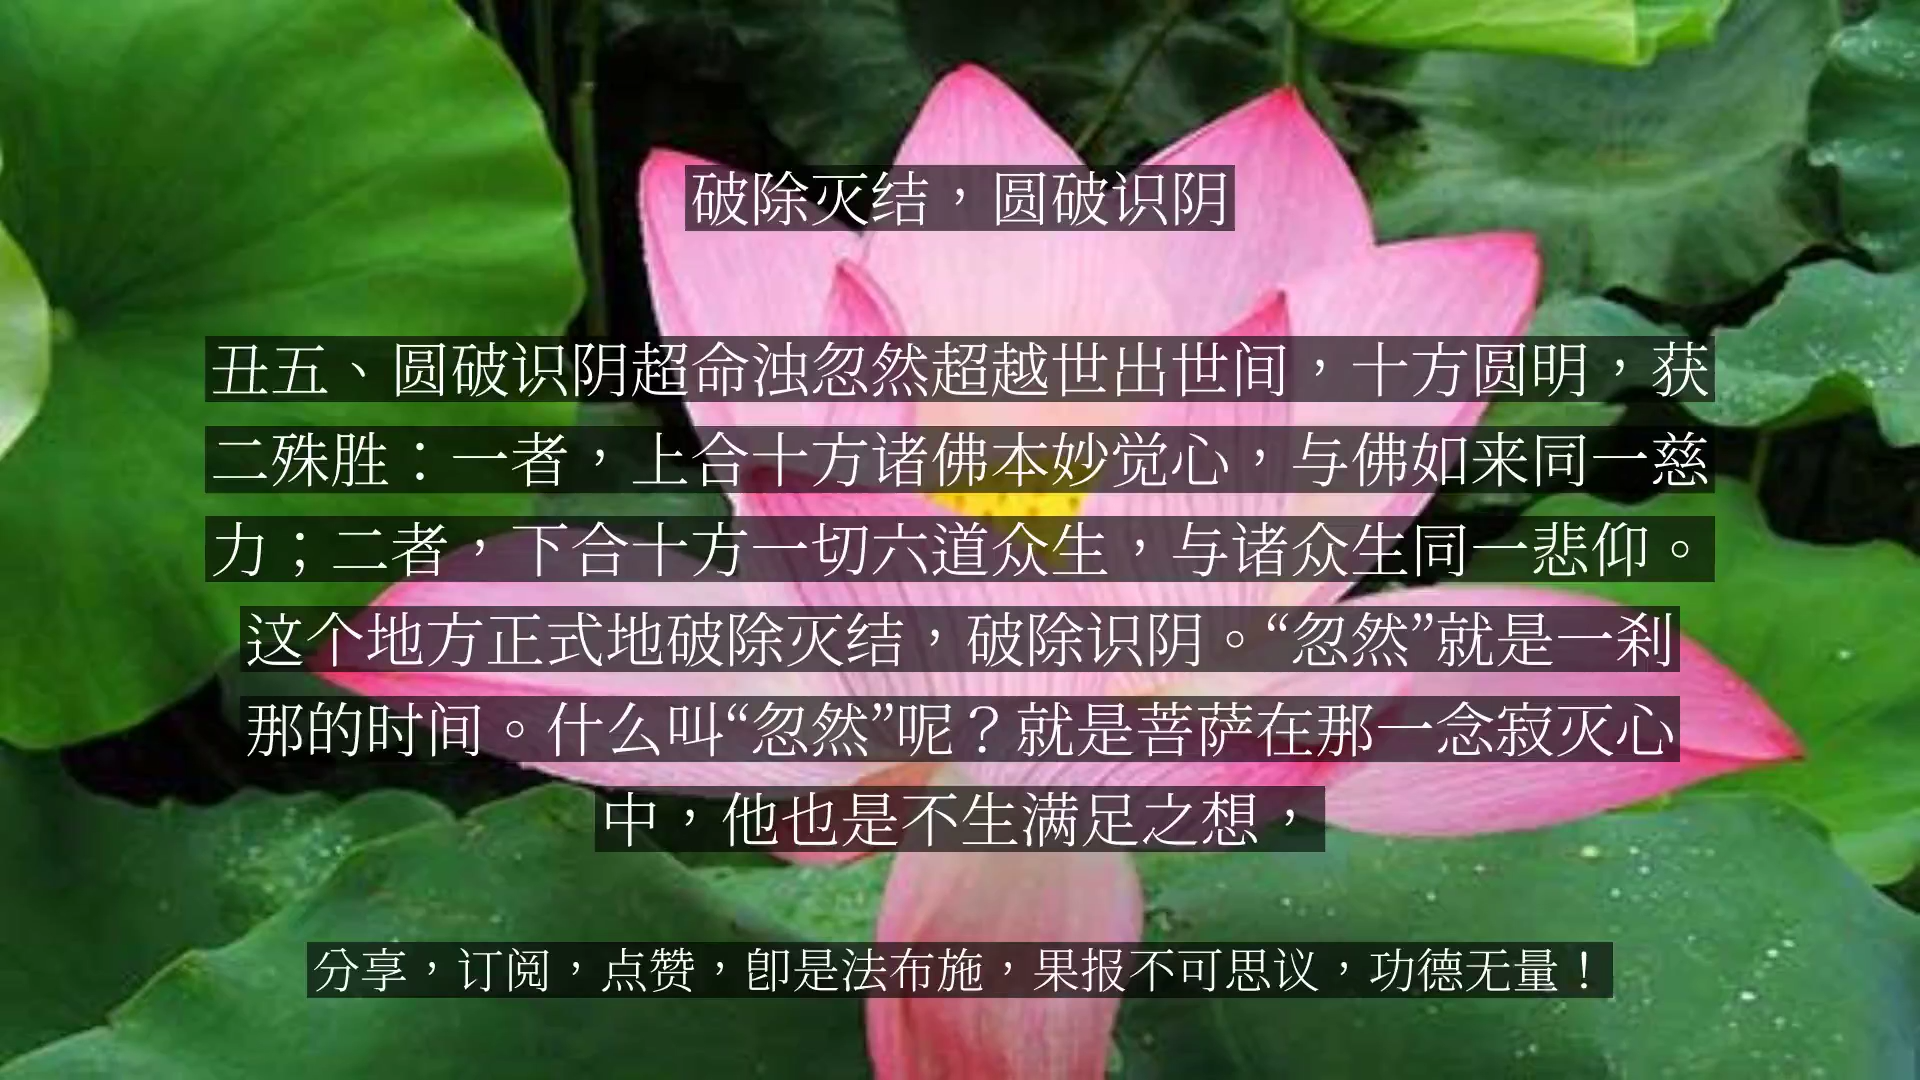 破除灭结，圆破识阴
丑五、圆破识阴超命浊忽然超越世出世间，十方圆明，获
二殊胜：一者，上合十方诸佛本妙觉心，与佛如来同一慈
力；二者，下合十方一切六道众生，与诸众生同一悲仰。
这个地方正式地破除灭结，破除识阴。“忽然”就是一刹
那的时间。什么叫“忽然”呢？就是菩萨在那一念寂灭心
中，他也是不生满足之想，
分享，订阅，点赞，卽是法布施，果报不可思议，功德无量！